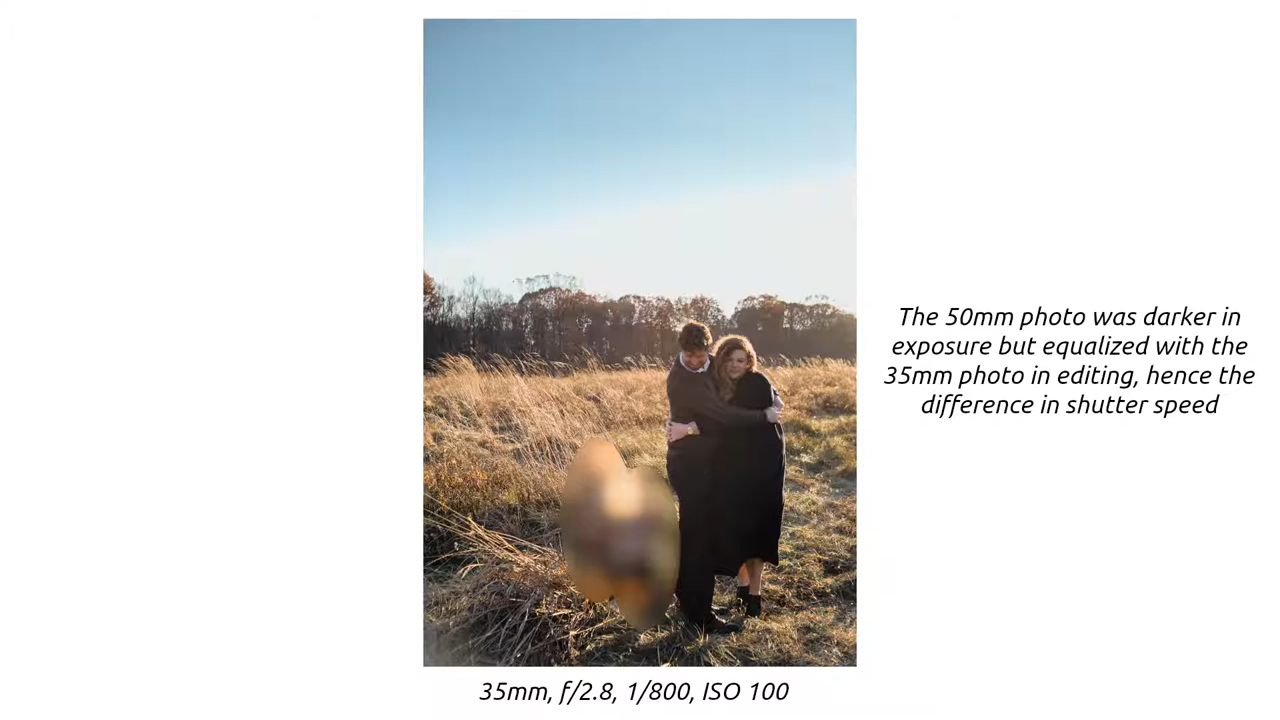 The 50mm photo was darker in
exposure but equalized with the
35mm photo in editing, hence the
difference in shutter speed
35mm, f/2.8, 1/800, ISO 100